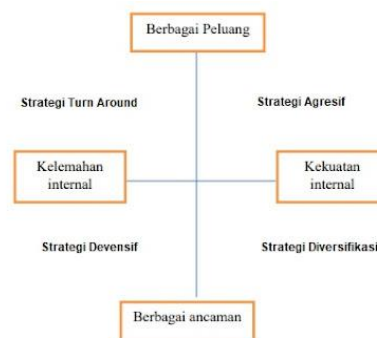 Berbagai Peluang
Strategi Turn Around
Strategi Agresif
Kelemahan
internal
Kekuatan
internal
Strategi Devensif
Strategi Diversifikasi
Berbagai ancaman